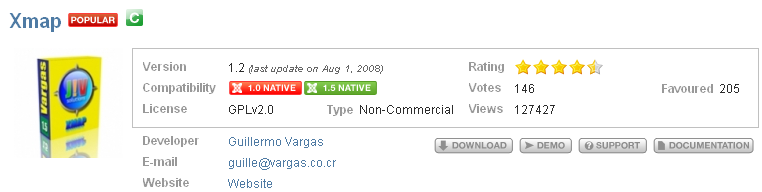 Xmap POPULAR C
Version 1.2 (last update on Aug 1, 2008) Rating
Compatibility 1.0 NATIVE 1.5 NATIVE Votes 146 Favoured 205
License GPLv2.0 Type Non-Commercial Views 127427
Developer Guillermo Vargas DOWNLOAD DEMO SUPPORT DOCUMENTATION
E-mail guille@vargas.co.cr
Website Website
Vargas
XMAP